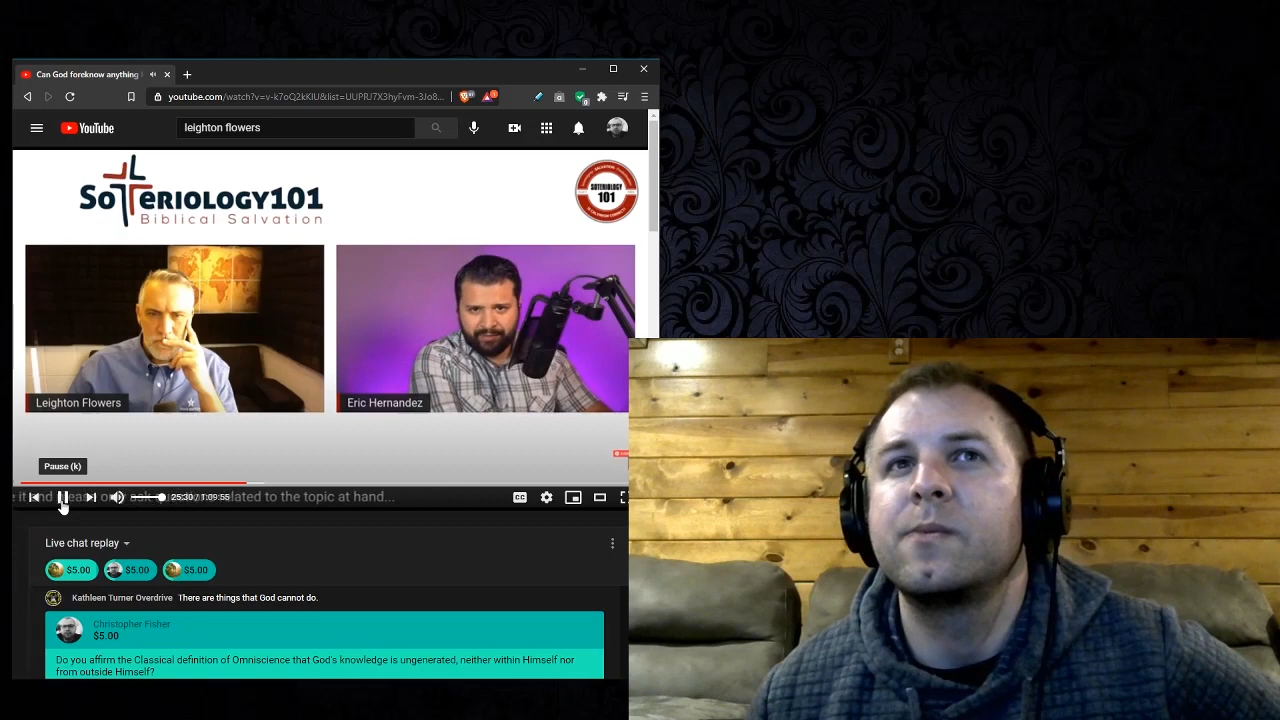 Can God foreknow anything
youtube.com/watch?v=v-k7oQ2kKIU&list=UUPRJ7X3hyFvm-3Jo8...
YouTube
leighton flowers
SOTERIOLOGY101
Biblical Salvation
SOTERIOLOGY
101
Leighton Flowers
Eric Hernandez
Pause (k)
25:30 / 1:09:55
related to the topic at hand...
CC
Live chat replay
$5.00
$5.00
$5.00
Kathleen Turner Overdrive There are things that God cannot do.
Christopher Fisher
$5.00
Do you affirm the Classical definition of Omniscience that God's knowledge is ungenerated, neither within Himself nor
from outside Himself?